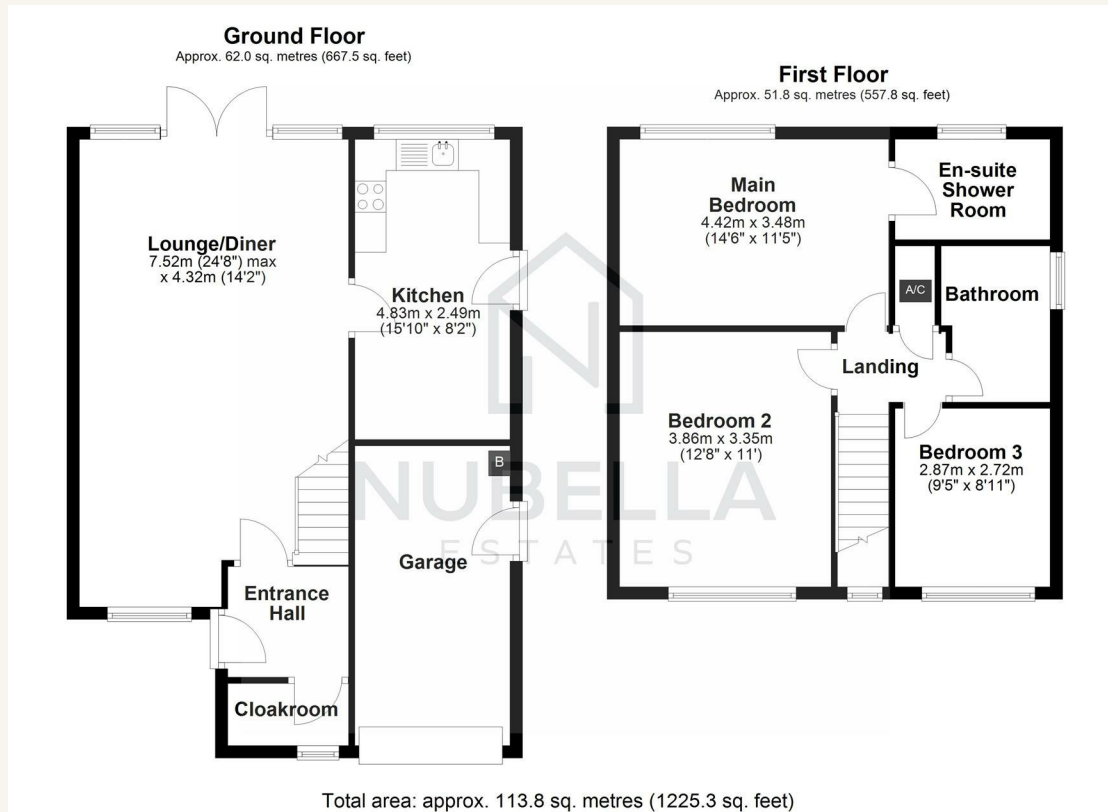 Ground Floor
Approx. 62.0 sq. metres (667.5 sq. feet)
Lounge/Diner
7.52m (24'8") max
x 4.32m (14'2")
Kitchen
4.83m x 2.49m
(15'10" x 8'2")
B
Garage
Entrance
Hall
Cloakroom
First Floor
Approx. 51.8 sq. metres (557.8 sq. feet)
Main
Bedroom
4.42m x 3.48m
(14'6" x 11'5")
En-suite
Shower
Room
A/C
Bathroom
Landing
Bedroom 2
3.86m x 3.35m
(12'8" x 11')
Bedroom 3
2.87m x 2.72m
(9'5" x 8'11")
NUBELLA
ESTATES
Total area: approx. 113.8 sq. metres (1225.3 sq. feet)